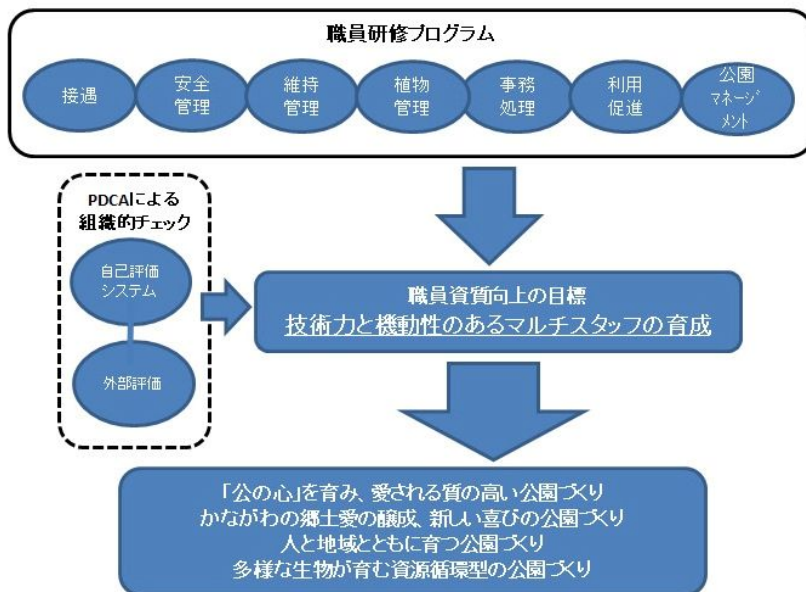 職員研修プログラム
接遇
安全
管理
維持
管理
植物
管理
事務
処理
利用
促進
公園
マネージ
メント
PDCAによる
組織的チェック
自己評価
システム
外部評価
職員資質向上の目標
技術力と機動性のあるマルチスタッフの育成
「公の心」を育み、愛される質の高い公園づくり
かながわの郷土愛の醸成、新しい喜びの公園づくり
人と地域とともに育つ公園づくり
多様な生物が育む資源循環型の公園づくり